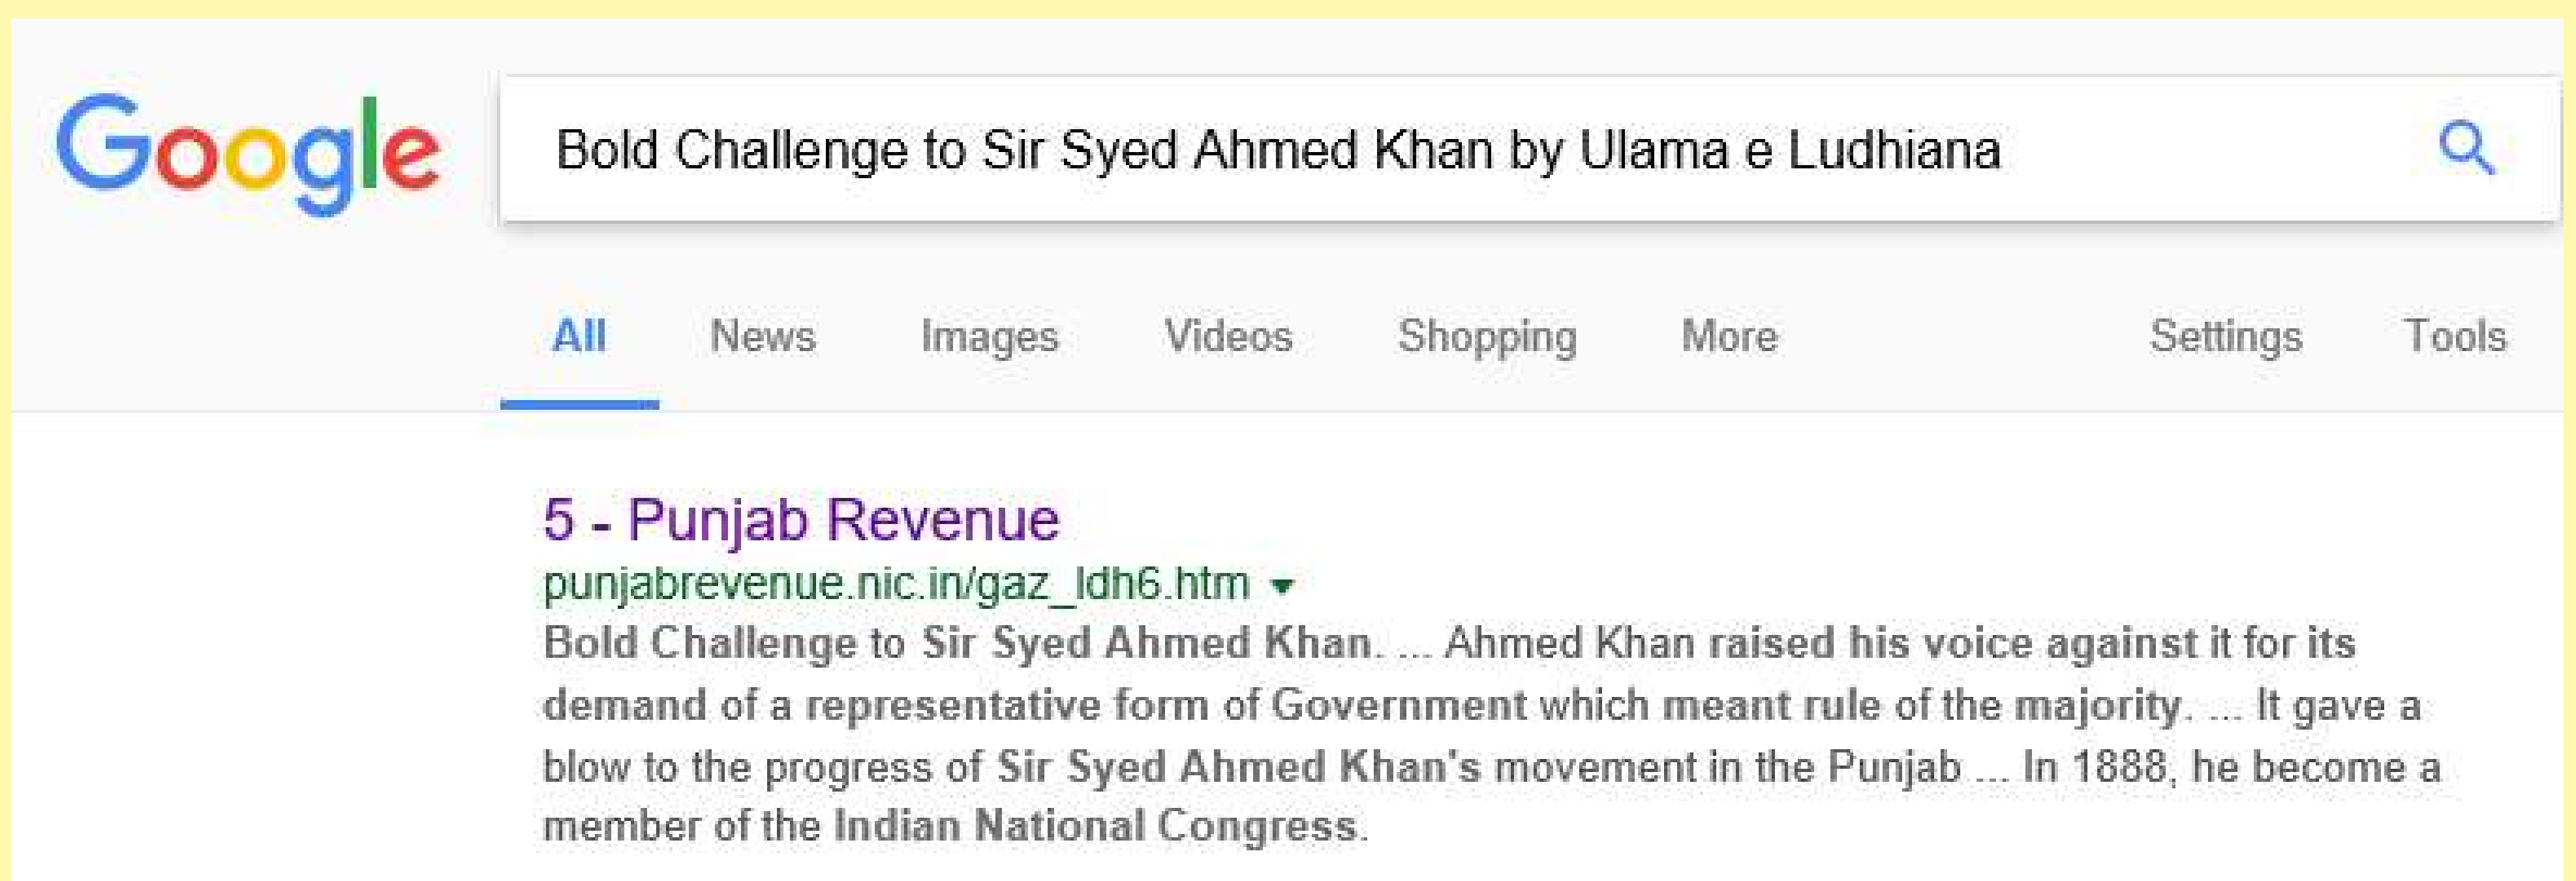 Google
Bold Challenge to Sir Syed Ahmed Khan by Ulama e Ludhiana
All News Images Videos Shopping More Settings Tools
5 - Punjab Revenue
punjabrevenue.nic.in/gaz_ldh6.htm
Bold Challenge to Sir Syed Ahmed Khan. ... Ahmed Khan raised his voice against it for its
demand of a representative form of Government which meant rule of the majority. ... It gave a
blow to the progress of Sir Syed Ahmed Khan's movement in the Punjab ... In 1888, he become a
member of the Indian National Congress.